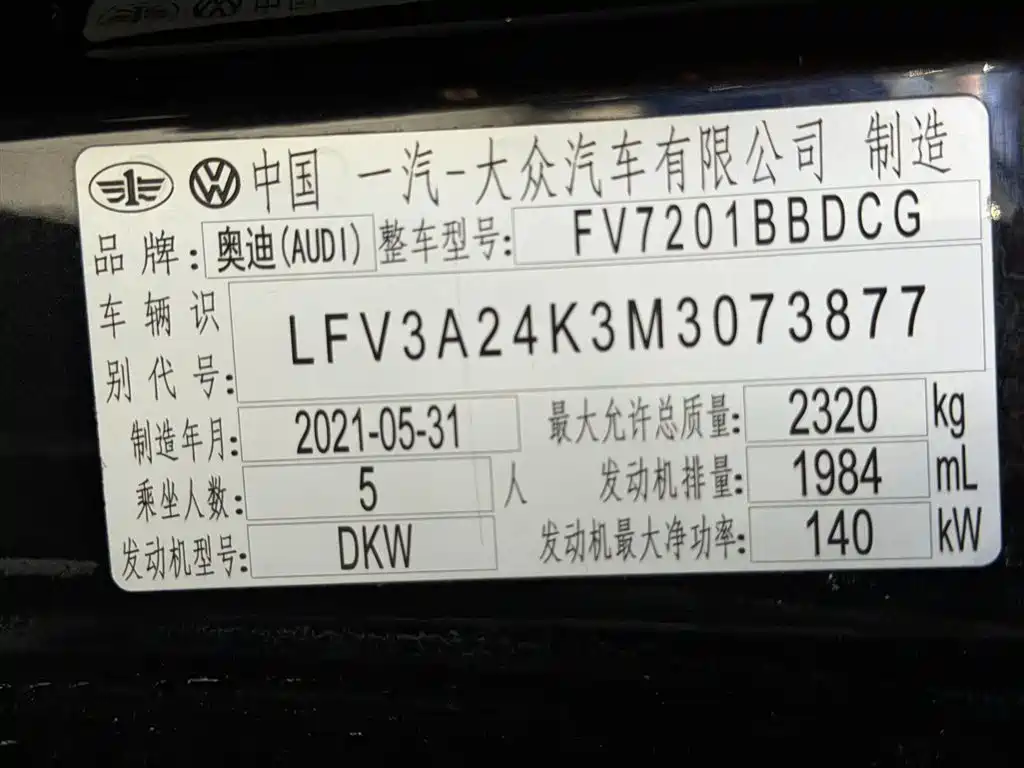 中国 一汽-大众汽车有限公司 制造
品牌: 奥迪(AUDI) 整车型号: FV7201BBDCG
车辆识
别代号: LFV3A24K3M3073877
制造年月: 2021-05-31 最大允许总质量: 2320 kg
乘坐人数: 5 人 发动机排量: 1984 mL
发动机型号: DKW 发动机最大净功率: 140 kW